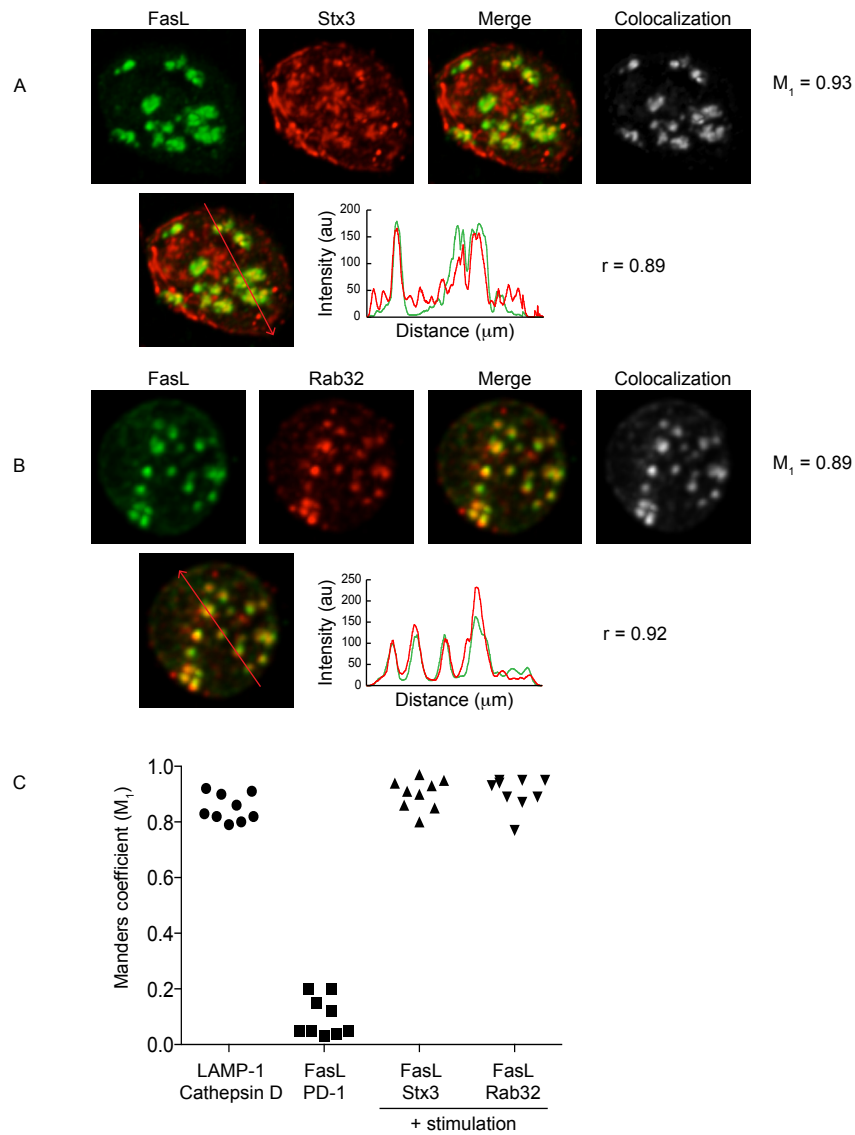 FasL Stx3 Merge Colocalization
A
M1 = 0.93
200
150
100
50
0
Intensity (au)
Distance (μm)
r = 0.89
FasL Rab32 Merge Colocalization
B
M1 = 0.89
250
200
150
100
50
0
Intensity (au)
Distance (μm)
r = 0.92
C
Manders coefficient (M1)
1.0
0.8
0.6
0.4
0.2
0.0
LAMP-1 FasL FasL FasL
Cathepsin D PD-1 Stx3 Rab32
+ stimulation